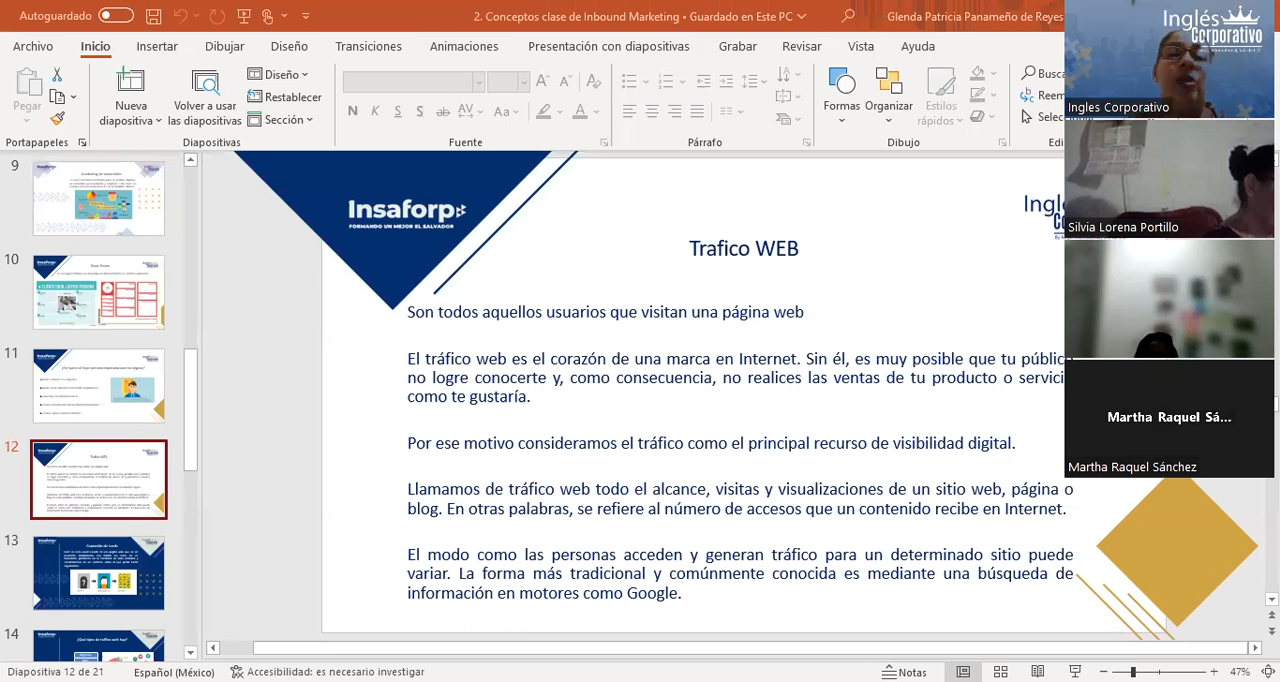 Autoguardado
2. Conceptos clase de Inbound Marketing • Guardado en Este PC
Glenda Patricia Panameño de Reyes
Archivo Inicio Insertar Dibujar Diseño Transiciones Animaciones Presentación con diapositivas Grabar Revisar Vista Ayuda
Pegar
Nueva diapositiva
Volver a usar las diapositivas
Diseño
Restablecer
Sección
N K S S ab AV Aa A
Formas
Organizar
Estilos rápidos
Portapapeles Diapositivas Fuente Párrafo Dibujo
9
10
11
12
13
14
Insaforp
FORMANDO UN MEJOR EL SALVADOR
Trafico WEB
Son todos aquellos usuarios que visitan una página web
El tráfico web es el corazón de una marca en Internet. Sin él, es muy posible que tu
no logre conocerte y, como consecuencia, no realices las ventas de tu producto o
como te gustaría.
Por ese motivo consideramos el tráfico como el principal recurso de visibilidad digital.
Llamamos de trafico web todo el alcance, visitas y visualizaciones de un sitio web, página o
blog. En otras palabras, se refiere al número de accesos que un contenido recibe en Internet.
El modo como las personas acceden y generan tráfico para un determinado sitio puede
variar. La forma más tradicional y comúnmente conocida es mediante una búsqueda de
información en motores como Google.
Inglés
Corporativo
Ingles Corporativo
Silvia Lorena Portillo
Martha Raquel Sá...
Martha Raquel Sánchez
Diapositiva 12 de 21
Español (México)
Accesibilidad: es necesario investigar
Notas
47%